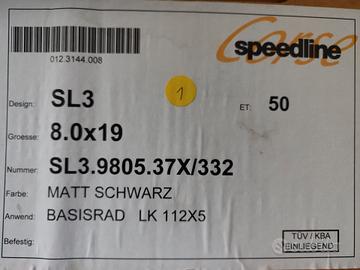 Corse
speedline
012.3144.008
1
Design: SL3 ET: 50
Groesse: 8.0x19
Nummer: SL3.9805.37X/332
Farbe: MATT SCHWARZ
Anwend: BASISRAD LK 112X5
Befestig:
TÜV / KBA
EINLIEGEND
subito